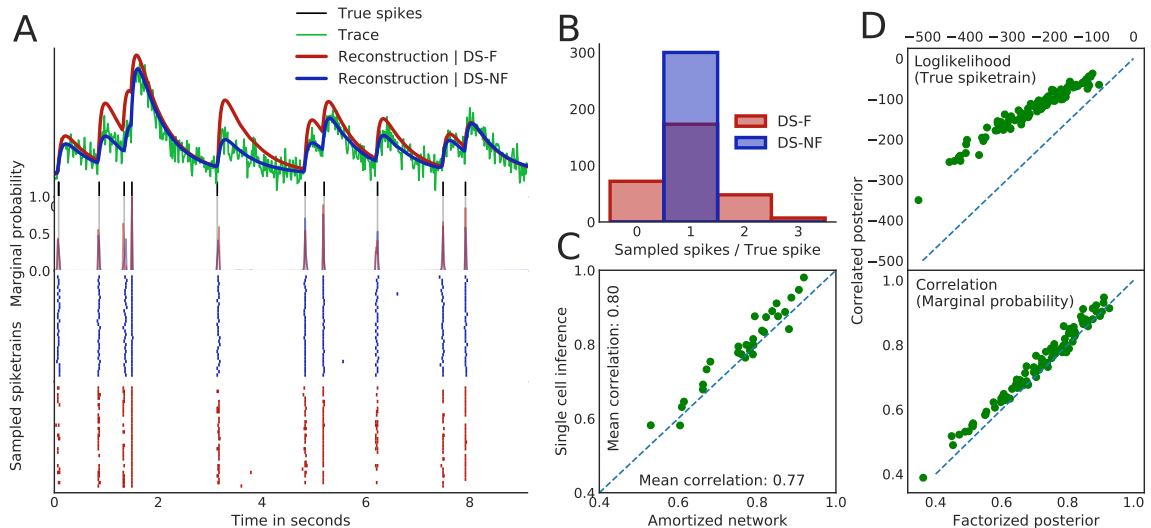 A
True spikes
Trace
Reconstruction | DS-F
Reconstruction | DS-NF
Marginal probability
1.0
0.5
0.0
Sampled spiketrains
0
2
4
6
8
Time in seconds
B
300
200
100
0
DS-F
DS-NF
0
1
2
3
Sampled spikes / True spike
C
1.0
0.8
0.6
0.4
Single cell inference
Mean correlation: 0.80
Mean correlation: 0.77
0.4
0.6
0.8
1.0
Amortized network
D
−500
−400
−300
−200
−100
0
Loglikelihood
(True spiketrain)
0
−100
−200
−300
−400
−500
Correlated posterior
Correlation
(Marginal probability)
1.0
0.8
0.6
0.4
0.4
0.6
0.8
1.0
Factorized posterior